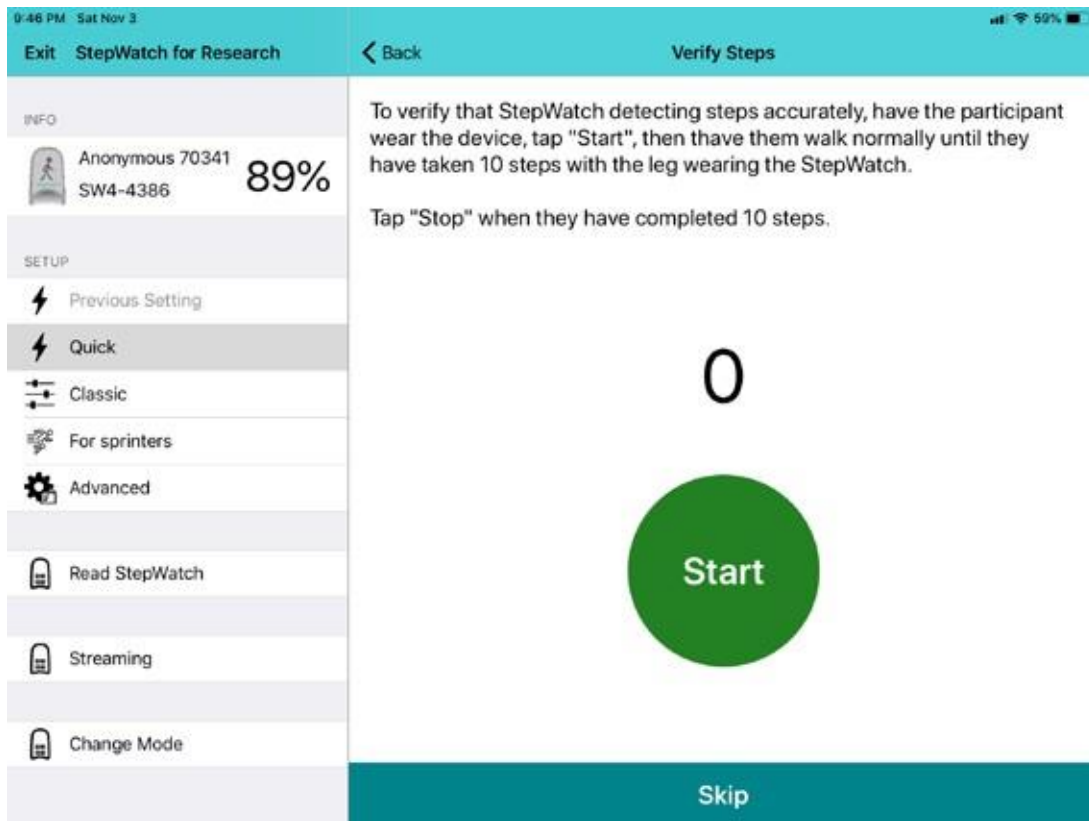 9:46 PM Sat Nov 3
59%
Exit StepWatch for Research
Back
Verify Steps
INFO
Anonymous 70341
SW4-4386
89%
SETUP
Previous Setting
Quick
Classic
For sprinters
Advanced
Read StepWatch
Streaming
Change Mode
To verify that StepWatch detecting steps accurately, have the participant
wear the device, tap "Start", then thave them walk normally until they
have taken 10 steps with the leg wearing the StepWatch.
Tap "Stop" when they have completed 10 steps.
0
Start
Skip